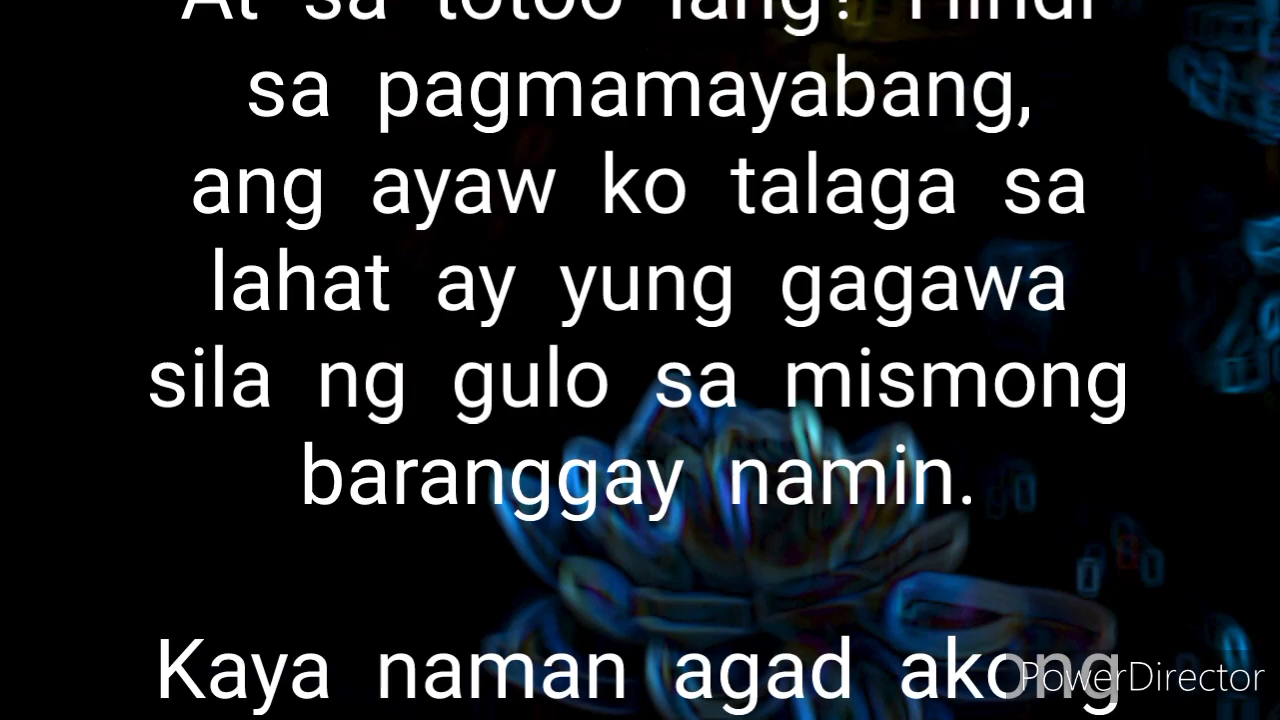 At sa totoo lang? Hindi
sa pagmamayabang,
ang ayaw ko talaga sa
lahat ay yung gagawa
sila ng gulo sa mismong
baranggay namin.
Kaya naman agad akong
PowerDirector